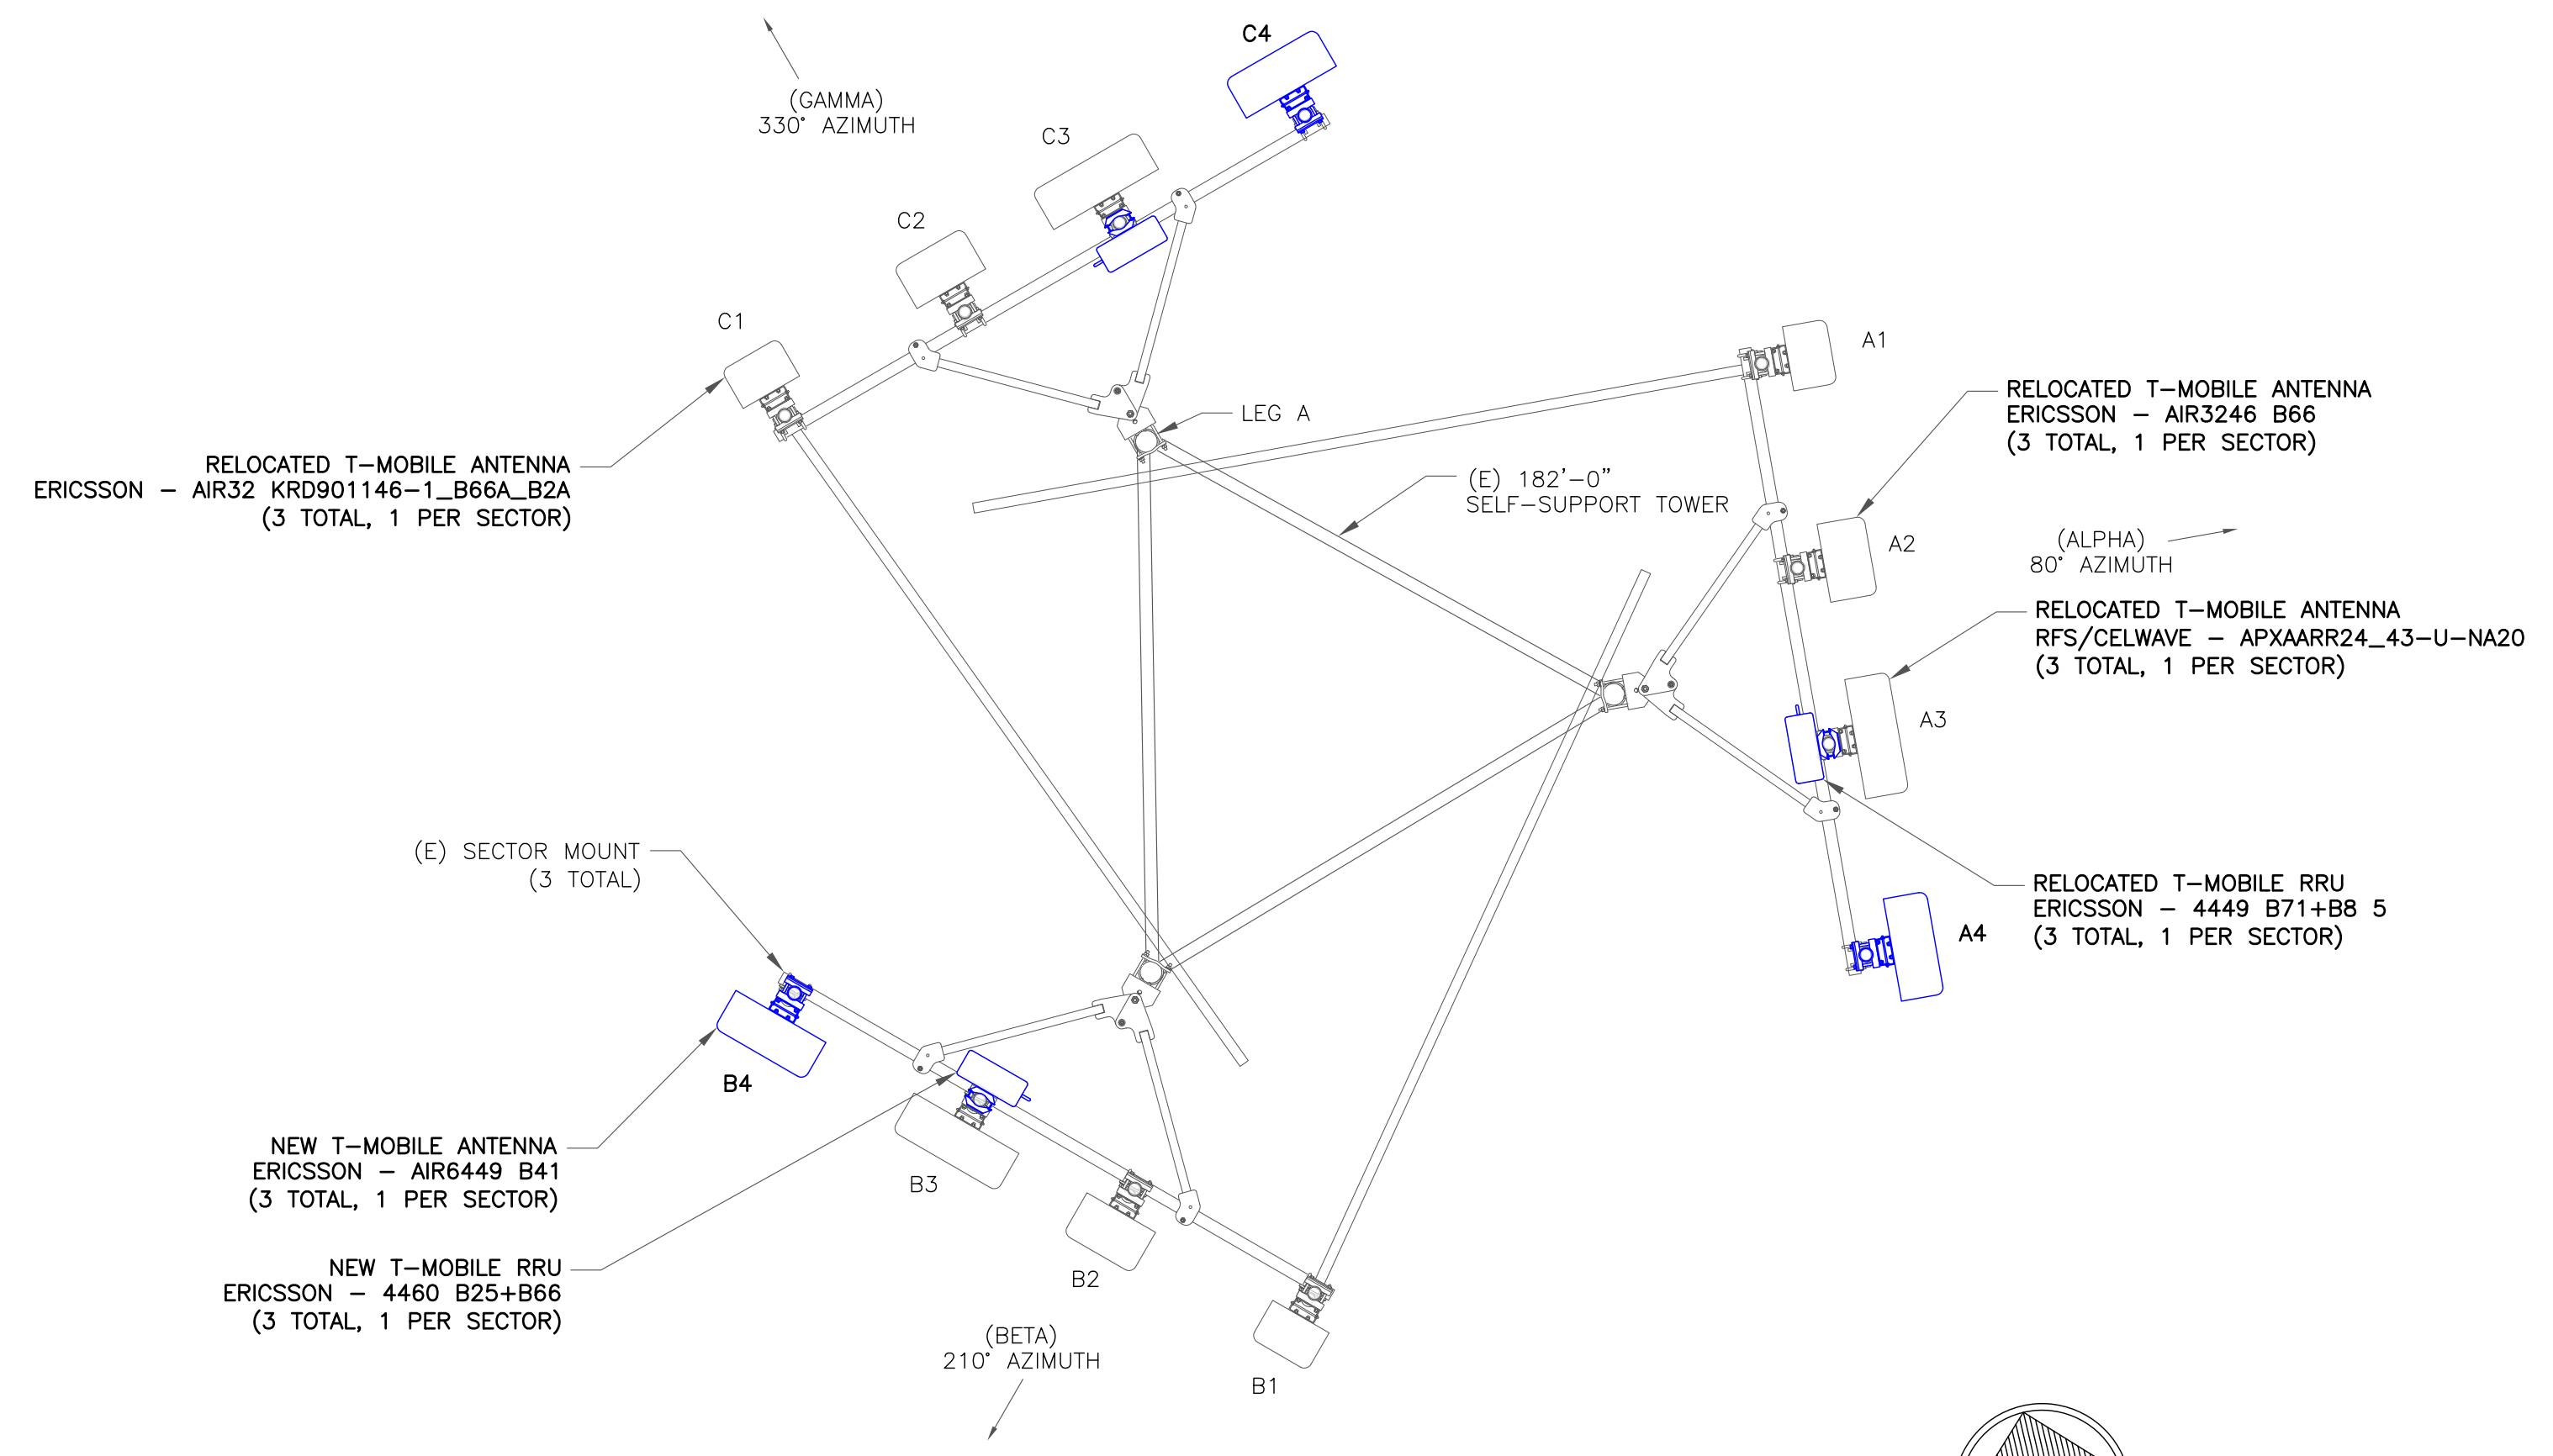 C4
(GAMMA)
330° AZIMUTH
C3
C2
C1
A1
RELOCATED T-MOBILE ANTENNA
ERICSSON - AIR3246 B66
(3 TOTAL, 1 PER SECTOR)
LEG A
RELOCATED T-MOBILE ANTENNA
ERICSSON - AIR32 KRD901146-1_B66A_B2A
(3 TOTAL, 1 PER SECTOR)
(E) 182'-0"
SELF-SUPPORT TOWER
A2
(ALPHA)
80° AZIMUTH
RELOCATED T-MOBILE ANTENNA
RFS/CELWAVE - APXAARR24_43-U-NA20
(3 TOTAL, 1 PER SECTOR)
A3
(E) SECTOR MOUNT
(3 TOTAL)
RELOCATED T-MOBILE RRU
ERICSSON - 4449 B71+B8 5
(3 TOTAL, 1 PER SECTOR)
A4
B4
NEW T-MOBILE ANTENNA
ERICSSON - AIR6449 B41
(3 TOTAL, 1 PER SECTOR)
B3
NEW T-MOBILE RRU
ERICSSON - 4460 B25+B66
(3 TOTAL, 1 PER SECTOR)
B2
(BETA)
210° AZIMUTH
B1